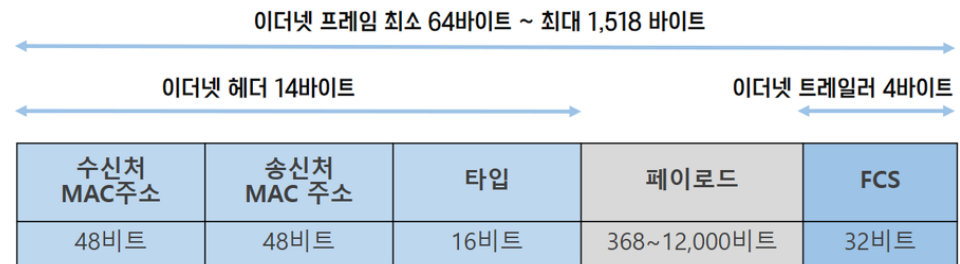 이더넷 프레임 최소 64바이트 ~ 최대 1,518 바이트
이더넷 헤더 14바이트
이더넷 트레일러 4바이트
수신처
MAC주소
송신처
MAC 주소
타입
페이로드
FCS
48비트
48비트
16비트
368~12,000비트
32비트